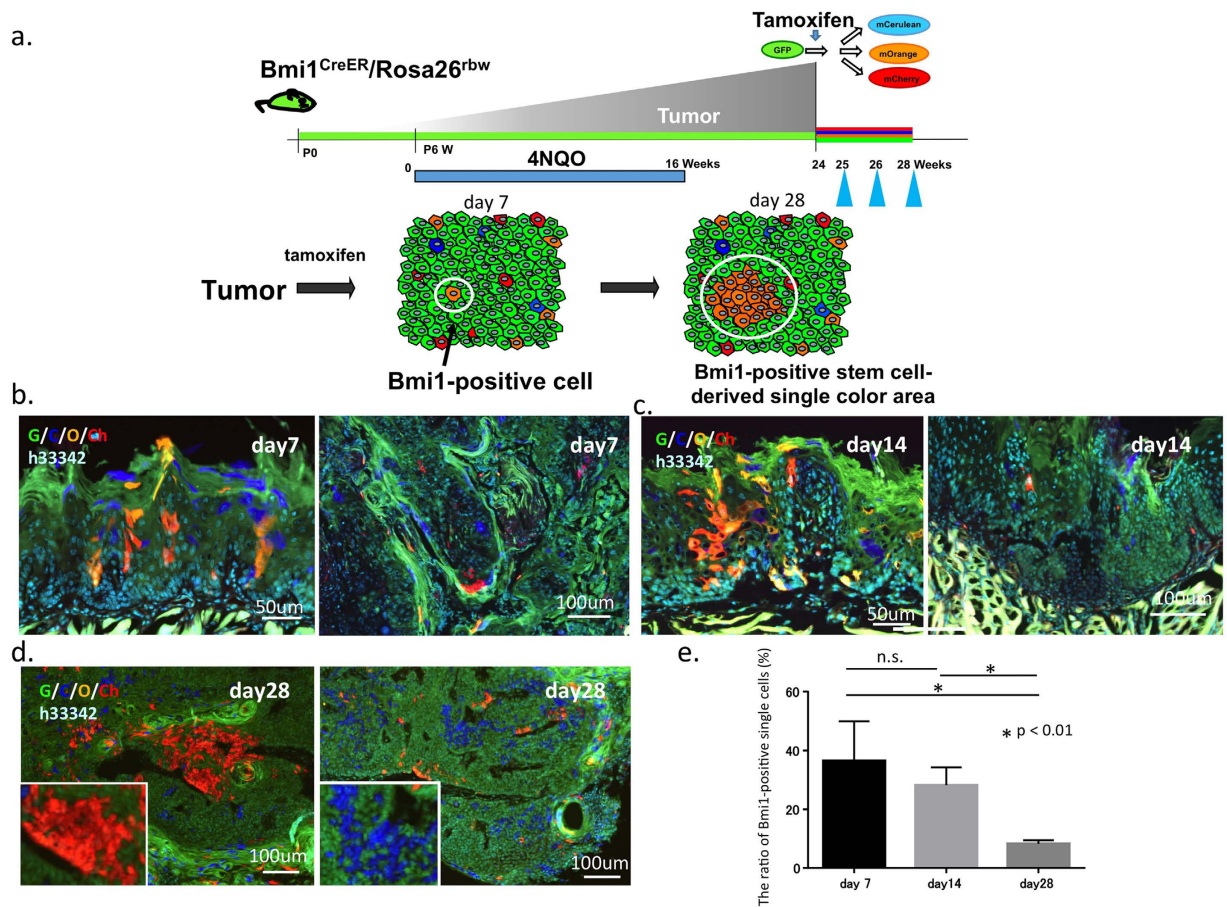 a.
Tamoxifen
GFP
mCerulean
mOrange
mCherry
Bmi1CreER/Rosa26rbw
Tumor
P0
P6 W
0
4NQO
16 Weeks
24
25
26
28 Weeks
day 7
day 28
tamoxifen
Tumor
Bmi1-positive cell
Bmi1-positive stem cell-
derived single color area
b.
G/C/O/Ch
h33342
day7
50um
day7
100um
c.
G/C/O/Ch
h33342
day14
50um
day14
100um
d.
G/C/O/Ch
h33342
day28
100um
day28
100um
e.
The ratio of Bmi1-positive single cells (%)
n.s.
*
*
* p < 0.01
60
40
20
0
day 7
day14
day28